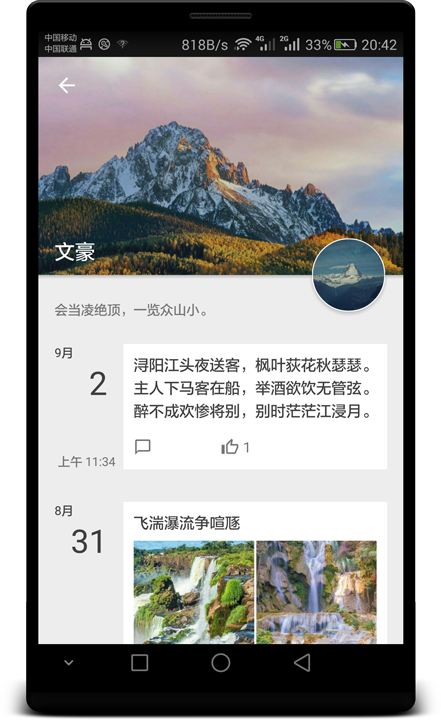 中国移动
中国联通
818B/s 4G 2G 33% 20:42
文豪
会当凌绝顶，一览众山小。
9月
2
上午 11:34
浔阳江头夜送客，枫叶荻花秋瑟瑟。
主人下马客在船，举酒欲饮无管弦。
醉不成欢惨将别，别时茫茫江浸月。
1
8月
31
飞湍瀑流争喧豗